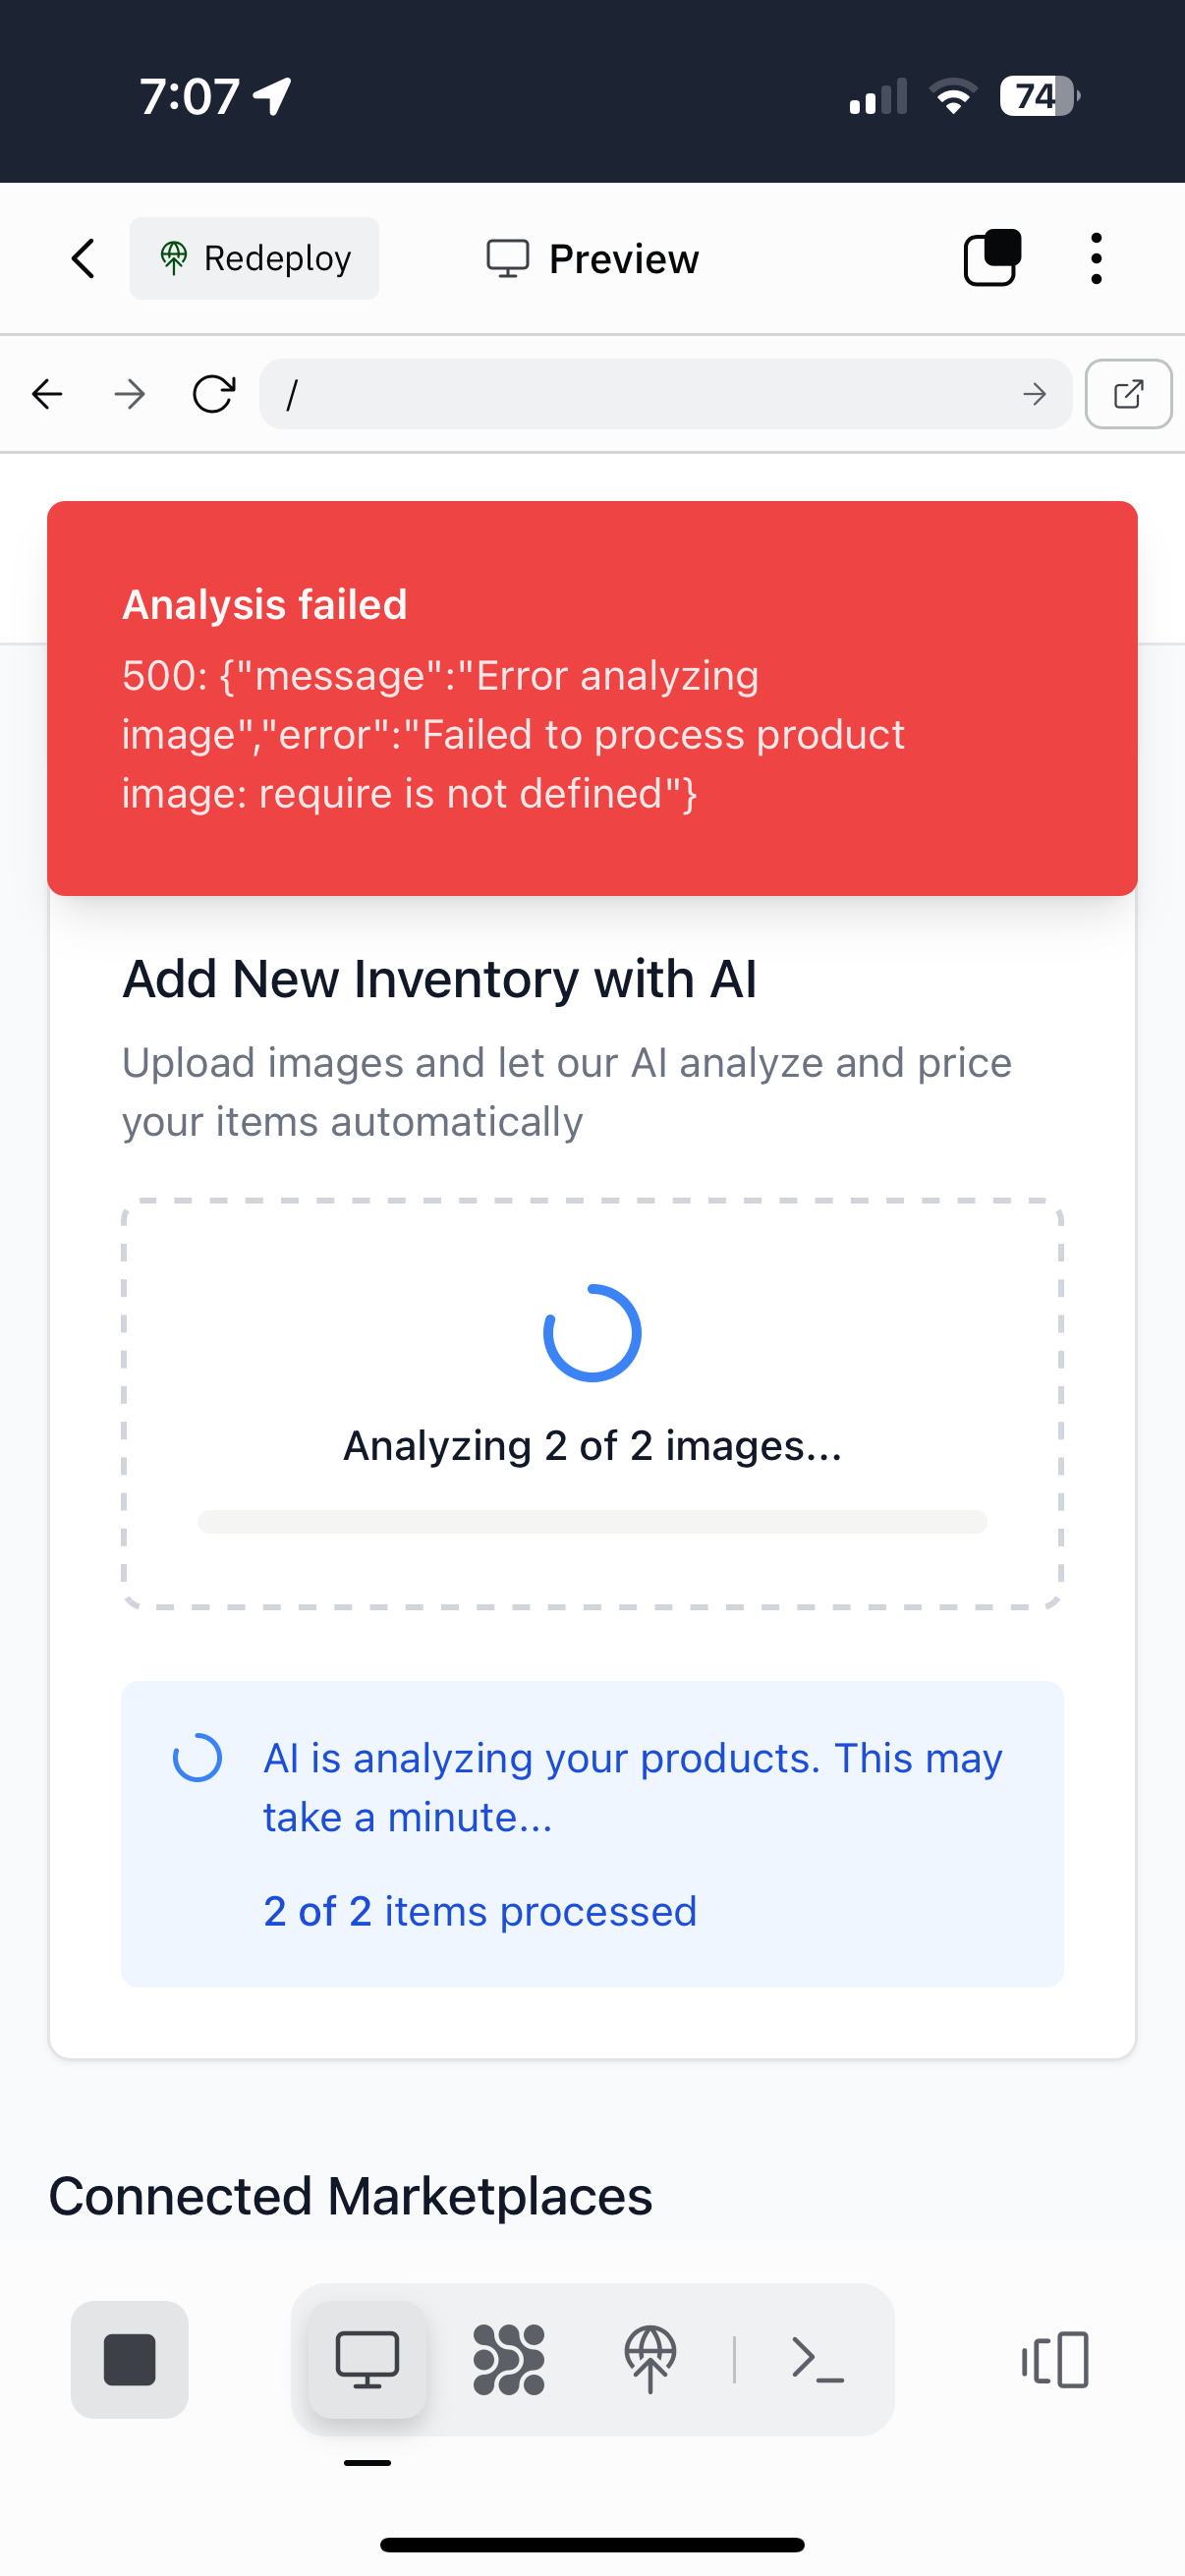 7:07
74
Redeploy
Preview
/
Analysis failed
500: {"message":"Error analyzing
image","error":"Failed to process product
image: require is not defined"}
Add New Inventory with AI
Upload images and let our AI analyze and price
your items automatically
Analyzing 2 of 2 images...
AI is analyzing your products. This may
take a minute...
2 of 2 items processed
Connected Marketplaces